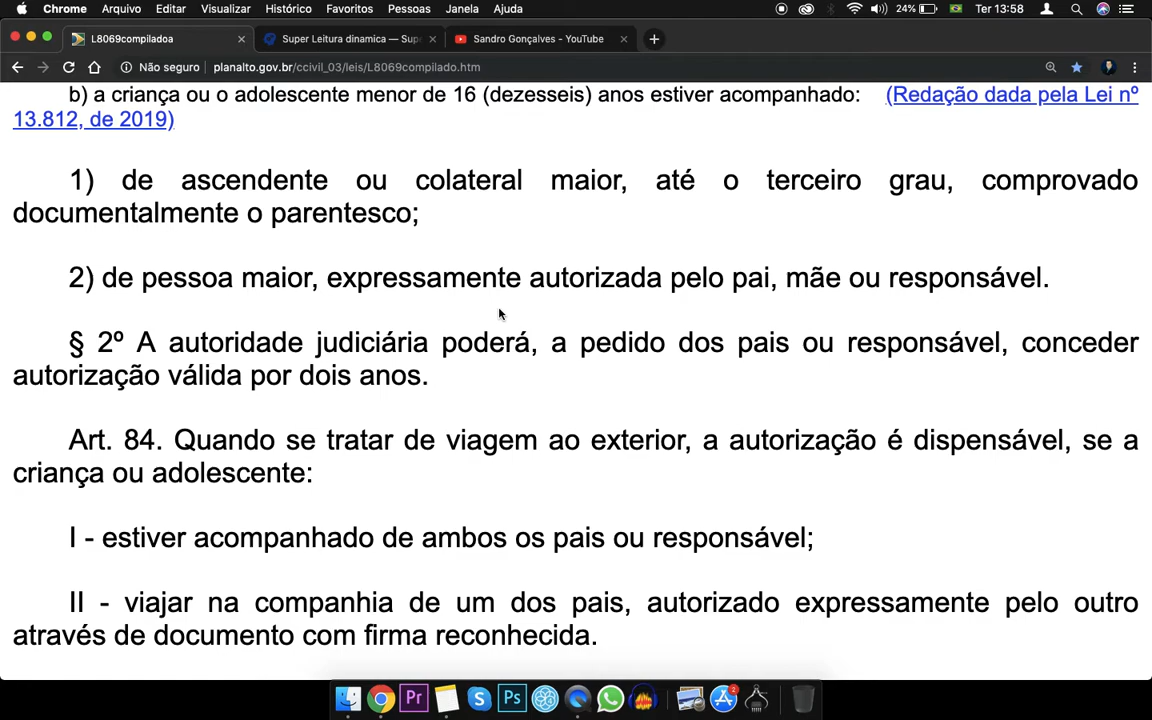 Chrome Arquivo Editar Visualizar Histórico Favoritos Pessoas Janela Ajuda 24% Ter 13:58
L8069compiladoa Super Leitura dinamica — Sup Sandro Gonçalves - YouTube
Não seguro planalto.gov.br/ccivil_03/leis/L8069compilado.htm
b) a criança ou o adolescente menor de 16 (dezesseis) anos estiver acompanhado: (Redação dada pela Lei nº
13.812, de 2019)
1) de ascendente ou colateral maior, até o terceiro grau, comprovado
documentalmente o parentesco;
2) de pessoa maior, expressamente autorizada pelo pai, mãe ou responsável.
§ 2º A autoridade judiciária poderá, a pedido dos pais ou responsável, conceder
autorização válida por dois anos.
Art. 84. Quando se tratar de viagem ao exterior, a autorização é dispensável, se a
criança ou adolescente:
I - estiver acompanhado de ambos os pais ou responsável;
II - viajar na companhia de um dos pais, autorizado expressamente pelo outro
através de documento com firma reconhecida.
Pr Ps 2